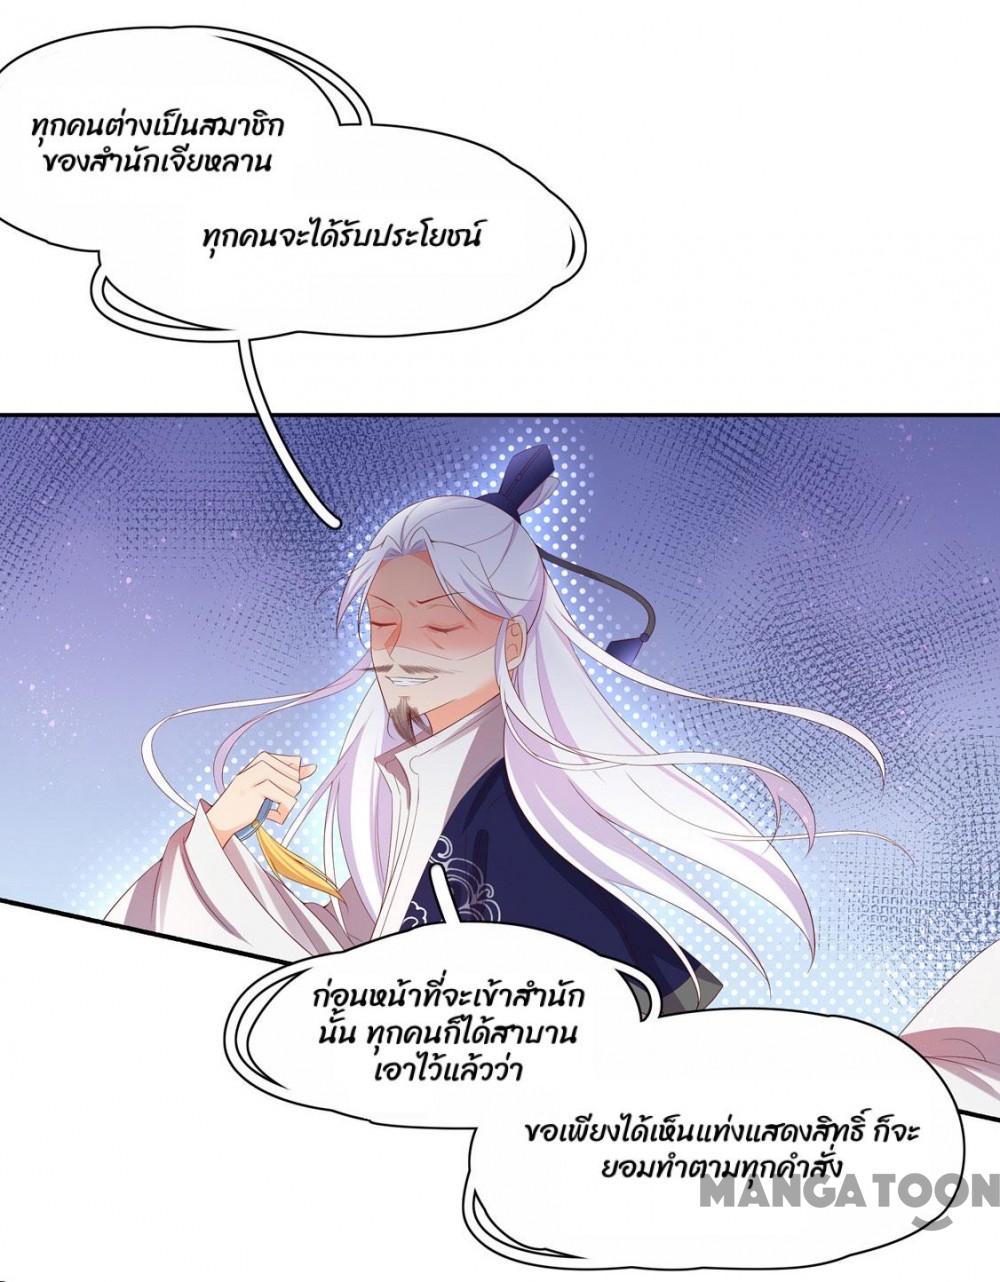 ทุกคนต่างเป็นสมาชิก
ของสำนักเจียหลาน
ทุกคนจะได้รับประโยชน์
ก่อนหน้าที่จะเข้าสำนัก
นั้น ทุกคนก็ได้สาบาน
เอาไว้แล้วว่า
ขอเพียงได้เห็นแท่งแสดงสิทธิ์ ก็จะ
ยอมทำตามทุกคำสั่ง
MANGATOON